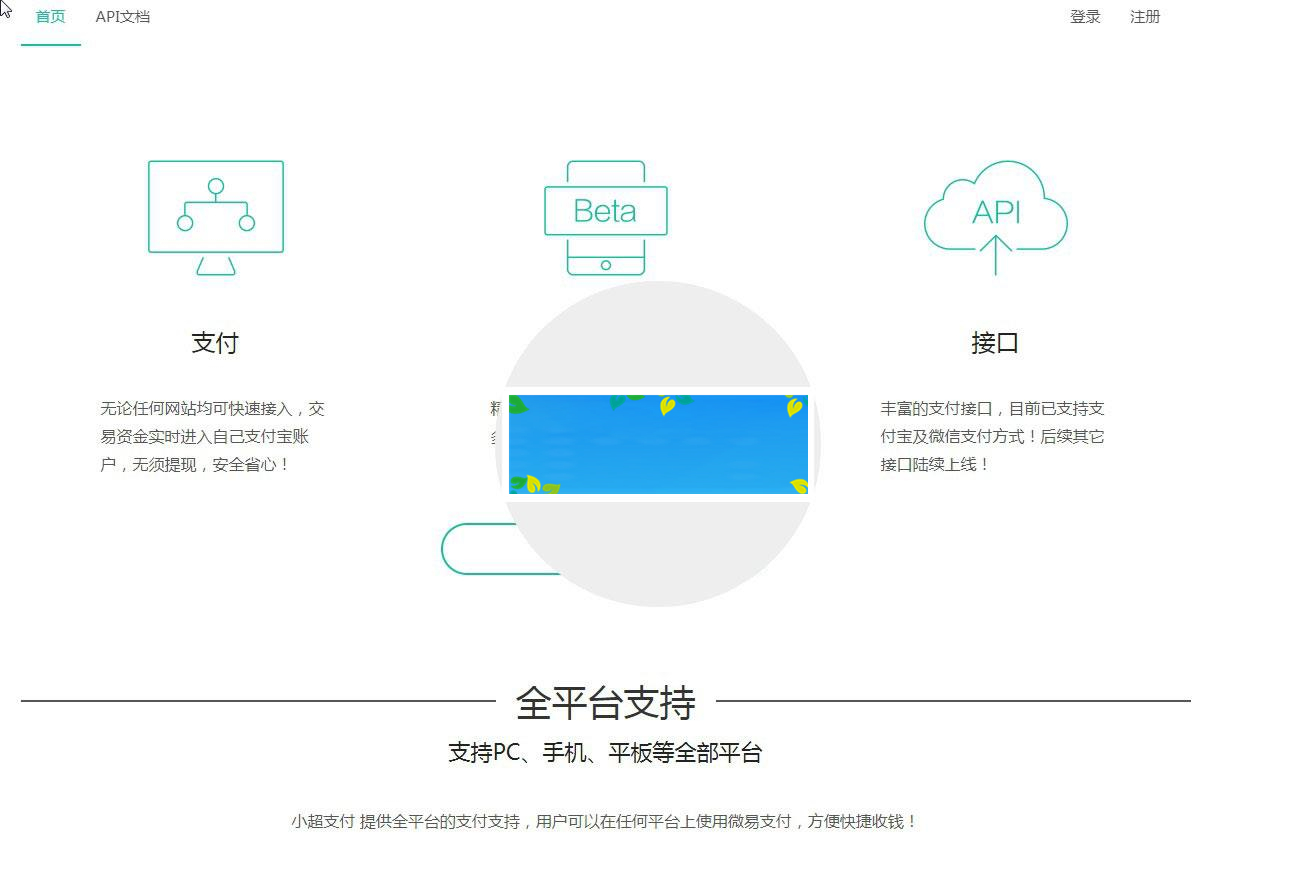 首页 API文档 登录 注册
Beta
API
支付
接口
无论任何网站均可快速接入，交
易资金实时进入自己支付宝账
户，无须提现，安全省心！
丰富的支付接口，目前已支持支
付宝及微信支付方式！后续其它
接口陆续上线！
全平台支持
支持PC、手机、平板等全部平台
小超支付 提供全平台的支付支持，用户可以在任何平台上使用微易支付，方便快捷收钱！